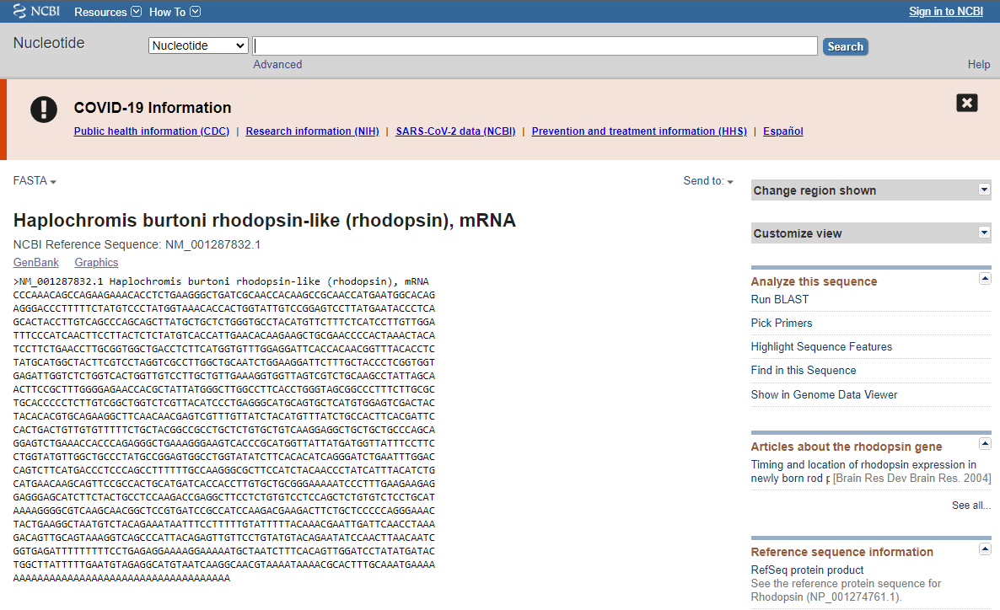 NCBI Resources How To Sign in to NCBI
Nucleotide
Nucleotide Search
Advanced Help
COVID-19 Information
Public health information (CDC) | Research information (NIH) | SARS-CoV-2 data (NCBI) | Prevention and treatment information (HHS) | Español
FASTA
Send to:
Haplochromis burtoni rhodopsin-like (rhodopsin), mRNA
NCBI Reference Sequence: NM_001287832.1
GenBank Graphics
>NM_001287832.1 Haplochromis burtoni rhodopsin-like (rhodopsin), mRNA
CCCAAACAGCCAGAAGAAACACCTCTGAAGGGCTGATCGCAACCACAAGCCGCAACCATGAATGGCACAG
AGGGACCCTTTTTCTATGTCCCTATGGTAAACACCACTGGTATTGTCCGGAGTCCTTATGAATACCCTCA
GCACTACCTTGTCAGCCCAGCAGCTTATGCTGCTCTGGGTGCCTACATGTTCTTTCTCATCCTTGTTGGA
TTTCCCATCAACTTCCTTACTCTCTATGTCACCATTGAACACAAGAAGCTGCGAACCCCACTAAACTACA
TCCTTCTGAACCTTGCGGTGGCTGACCTCTTCATGGTGTTTGGAGGATTCACCACAACGGTTTACACCTC
TATGCATGGCTACTTCGTCCTAGGTCGCCTTGGCTGCAATCTGGAAGGATTCTTTGCTACCCTCGGTGGT
GAGATTGGTCTCTGGTCACTGGTTGTCCTTGCTGTTGAAAGGTGGTTAGTCGTCTGCAAGCCTATTAGCA
ACTTCCGCTTTGGGGAGAACCACGCTATTATGGGCTTGGCCTTCACCTGGGTAGCGGCCCTTTCTTGCGC
TGCACCCCCTCTTGTCGGCTGGTCTCGTTACATCCCTGAGGGCATGCAGTGCTCATGTGGAGTCGACTAC
TACACACGTGCAGAAGGCTTCAACAACGAGTCGTTTGTTATCTACATGTTTATCTGCCACTTCACGATTC
CACTGACTGTTGTGTTTTTCTGCTACGGCCGCCTGCTCTGTGCTGTCAAGGAGGCTGCTGCTGCCCAGCA
GGAGTCTGAAACCACCCAGAGGGCTGAAAGGGAAGTCACCCGCATGGTTATTATGATGGTTATTTCCTTC
CTGGTATGTTGGCTGCCCTATGCCGGAGTGGCCTGGTATATCTTCACACATCAGGGATCTGAATTTGGAC
CAGTCTTCATGACCCTCCCAGCCTTTTTTGCCAAGGGCGCTTCCATCTACAACCCTATCATTTACATCTG
CATGAACAAGCAGTTCCGCCACTGCATGATCACCACCTTGTGCTGCGGGAAAAATCCCTTTGAAGAAGAG
GAGGGAGCATCTTCTACTGCCTCCAAGACCGAGGCTTCCTCTGTGTCCTCCAGCTCTGTGTCTCCTGCAT
AAAAGGGGCGTCAAGCAACGGCTCCGTGATCCGCCATCCAAGACGAAGACTTCTGCTCCCCCAGGGAAAC
TACTGAAGGCTAATGTCTACAGAAATAATTTCCTTTTTGTATTTTTACAAACGAATTGATTCAACCTAAA
GACAGTTGCAGTAAAGGTCAGCCCATTACAGAGTTGTTCCTGTATGTACAGAATATCCAACTTAACAATC
GGTGAGATTTTTTTTTCCTGAGAGGAAAAGGAAAAATGCTAATCTTTCACAGTTGGATCCTATATGATAC
TGGCTTATTTTTGAATGTAGAGGCATGTAATCAAGGCAACGTAAAATAAAACGCACTTTGCAAATGAAAA
AAAAAAAAAAAAAAAAAAAAAAAAAAAAAAAAAAAA
Change region shown
Customize view
Analyze this sequence
Run BLAST
Pick Primers
Highlight Sequence Features
Find in this Sequence
Show in Genome Data Viewer
Articles about the rhodopsin gene
Timing and location of rhodopsin expression in
newly born rod p [Brain Res Dev Brain Res. 2004]
See all...
Reference sequence information
RefSeq protein product
See the reference protein sequence for
Rhodopsin (NP_001274761.1).